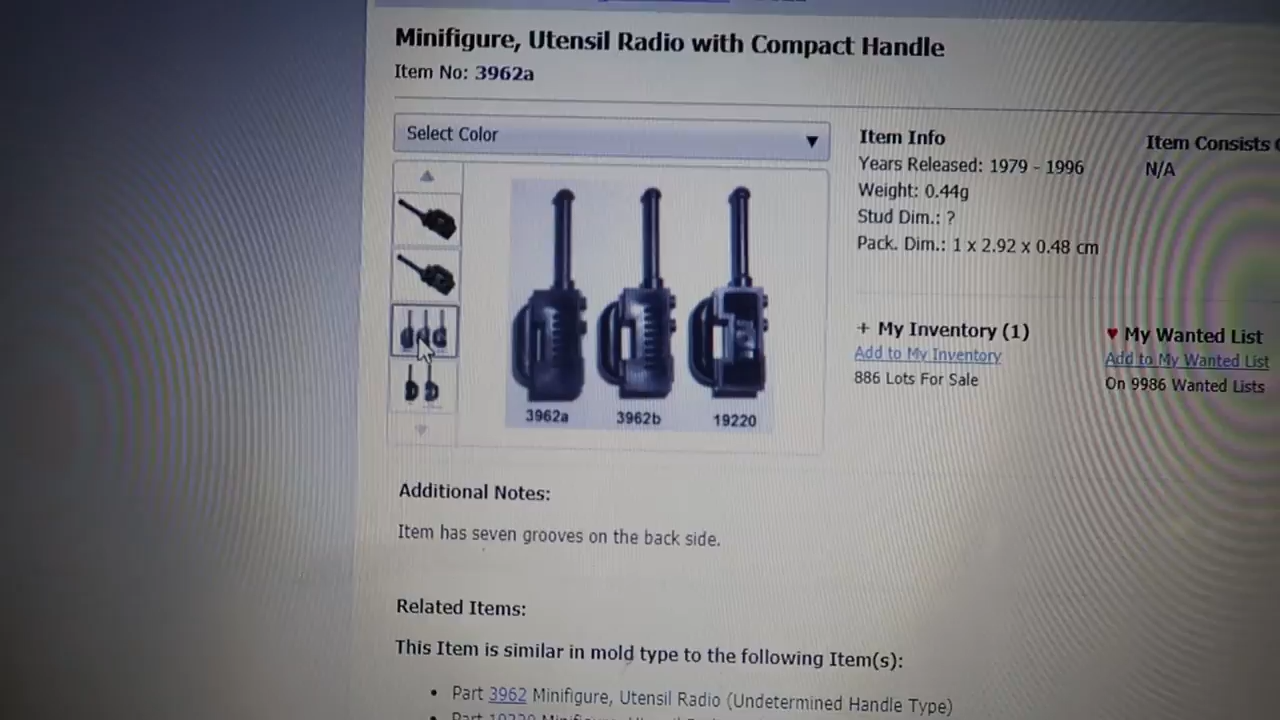 Minifigure, Utensil Radio with Compact Handle
Item No: 3962a
Select Color
3962a
3962b
19220
Item Info
Years Released: 1979 - 1996
Weight: 0.44g
Stud Dim.: ?
Pack. Dim.: 1 x 2.92 x 0.48 cm
Item Consists
N/A
+ My Inventory (1)
Add to My Inventory
886 Lots For Sale
♥ My Wanted List
Add to My Wanted List
On 9986 Wanted Lists
Additional Notes:
Item has seven grooves on the back side.
Related Items:
This Item is similar in mold type to the following Item(s):
• Part 3962 Minifigure, Utensil Radio (Undetermined Handle Type)